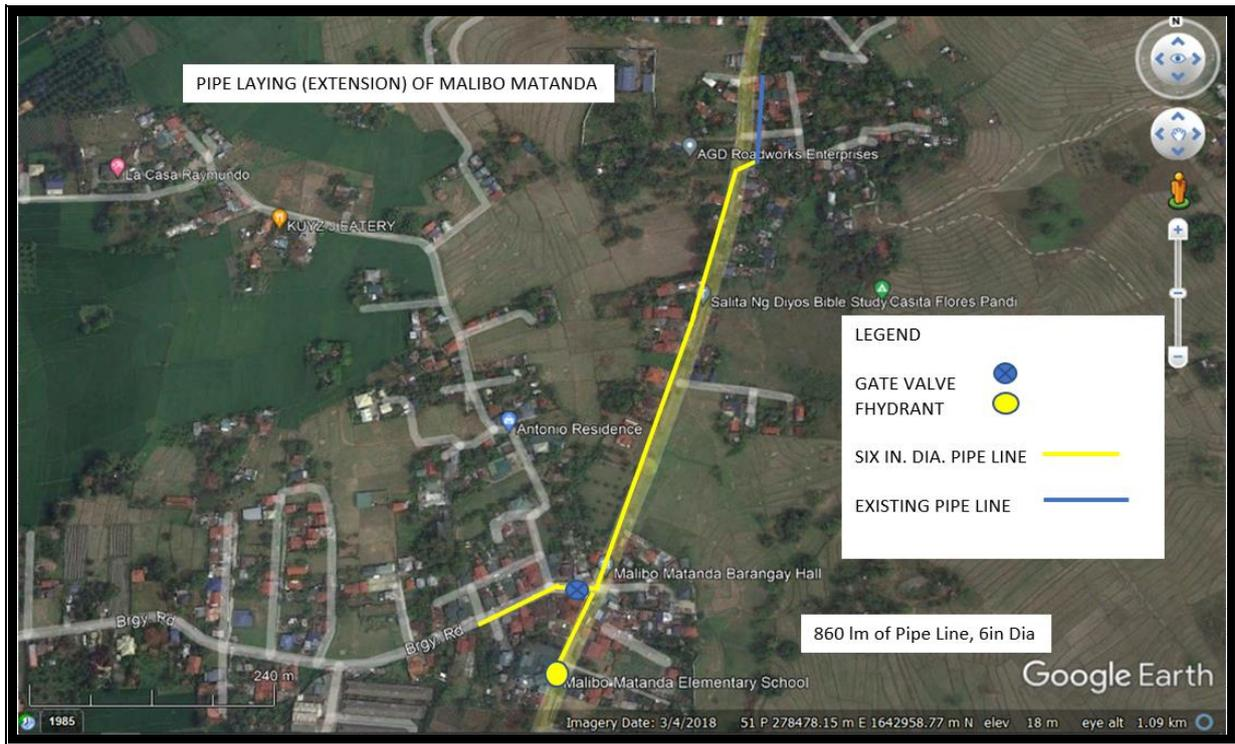 N
PIPE LAYING (EXTENSION) OF MALIBO MATANDA
AGD Roadworks Enterprises
La Casa Raymundo
KUYZ J EATERY
Salita Ng Diyos Bible Study
Casita Flores Pandi
LEGEND
GATE VALVE
FHYDRANT
SIX IN. DIA. PIPE LINE
EXISTING PIPE LINE
Antonio Residence
Malibo Matanda Barangay Hall
Brgy. Rd
Brgy. Rd
860 lm of Pipe Line, 6in Dia
240 m
Malibo Matanda Elementary School
Google Earth
1985
Imagery Date: 3/4/2018 51 P 278478.15 m E 1642958.77 m N elev 18 m eye alt 1.09 km